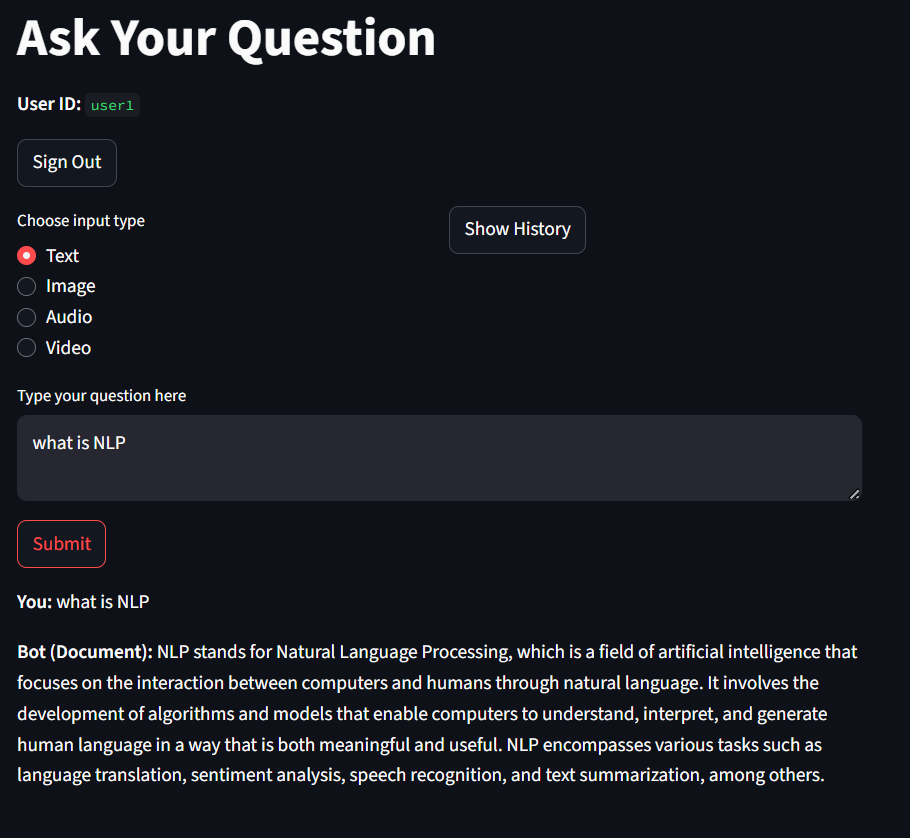 Ask Your Question
User ID: user1
Sign Out
Choose input type
Show History
Text
Image
Audio
Video
Type your question here
what is NLP
Submit
You: what is NLP
Bot (Document): NLP stands for Natural Language Processing, which is a field of artificial intelligence that
focuses on the interaction between computers and humans through natural language. It involves the
development of algorithms and models that enable computers to understand, interpret, and generate
human language in a way that is both meaningful and useful. NLP encompasses various tasks such as
language translation, sentiment analysis, speech recognition, and text summarization, among others.